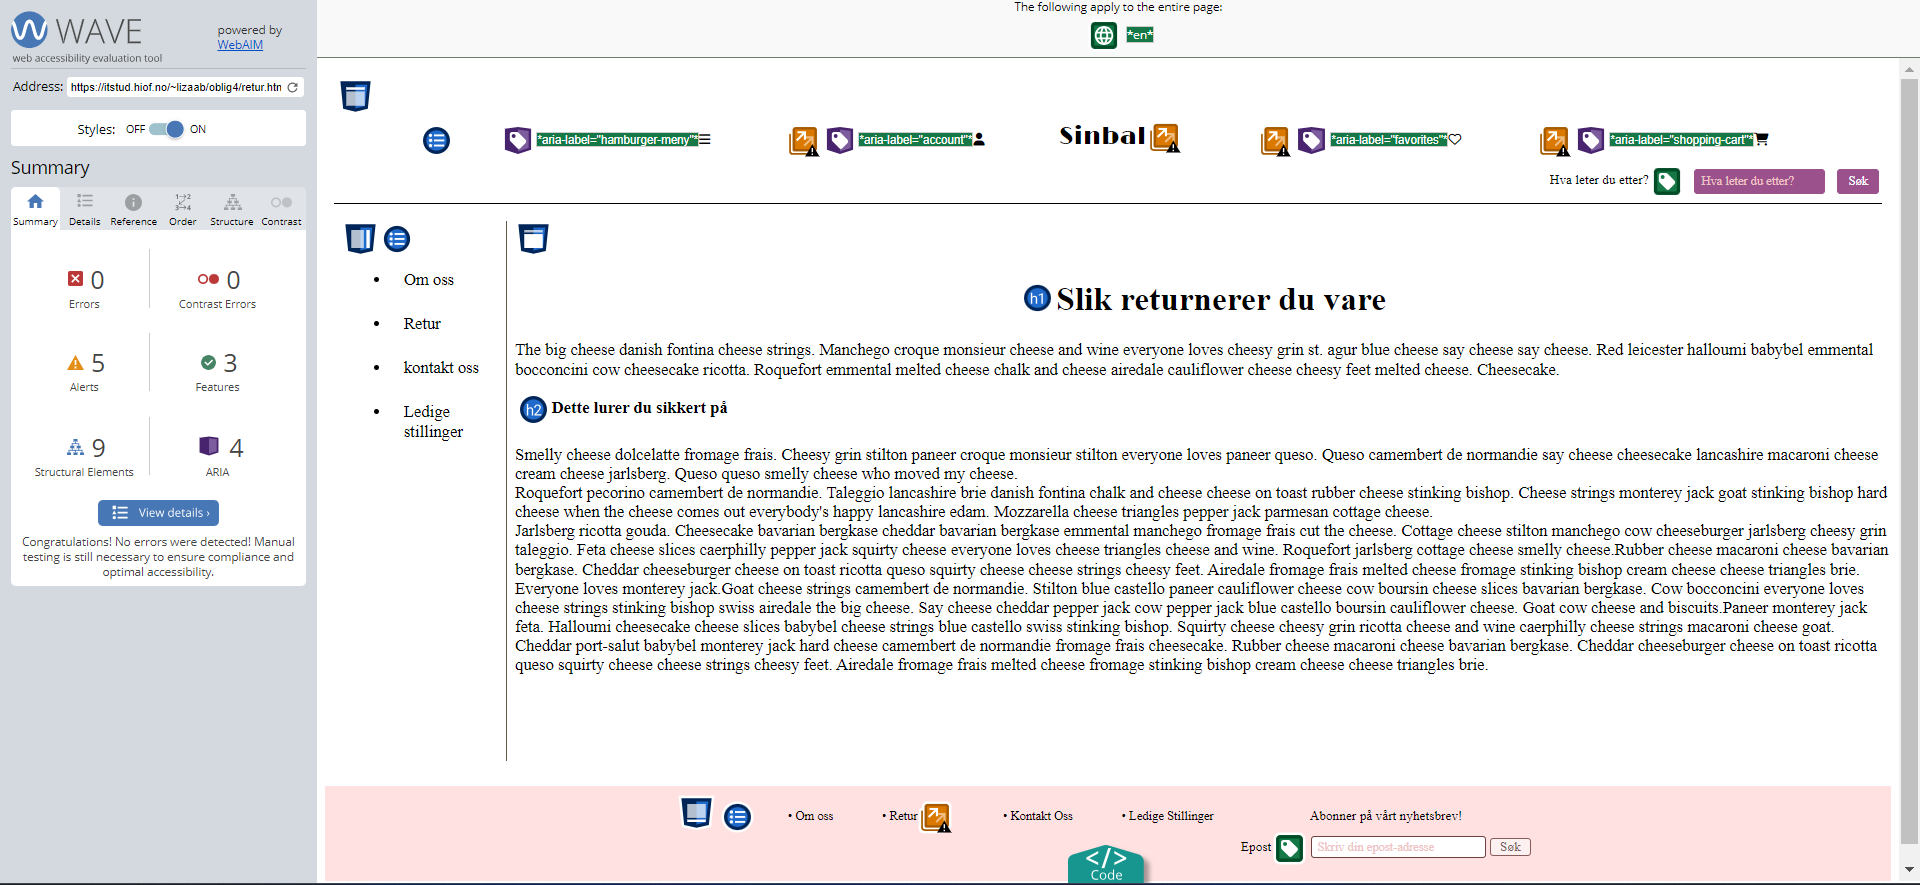 WAVE
web accessibility evaluation tool
powered by
WebAIM
Address: https://itstud.hiof.no/~lizaab/oblig4/retur.htn
Styles: OFF ON
Summary
Summary Details Reference Order Structure Contrast
0 0
Errors Contrast Errors
5 3
Alerts Features
9 4
Structural Elements ARIA
View details ›
Congratulations! No errors were detected! Manual
testing is still necessary to ensure compliance and
optimal accessibility.
The following apply to the entire page:
*en*
*aria-label="hamburger-meny"* *aria-label="account"* Sinbal *aria-label="favorites"* *aria-label="shopping-cart"*
Hva leter du etter? Hva leter du etter? Søk
• Om oss
• Retur
• kontakt oss
• Ledige
stillinger
h1 Slik returnerer du vare
The big cheese danish fontina cheese strings. Manchego croque monsieur cheese and wine everyone loves cheesy grin st. agur blue cheese say cheese say cheese. Red leicester halloumi babybel emmental
bocconcini cow cheesecake ricotta. Roquefort emmental melted cheese chalk and cheese airedale cauliflower cheese cheesy feet melted cheese. Cheesecake.
h2 Dette lurer du sikkert på
Smelly cheese dolcelatte fromage frais. Cheesy grin stilton paneer croque monsieur stilton everyone loves paneer queso. Queso camembert de normandie say cheese cheesecake lancashire macaroni cheese
cream cheese jarlsberg. Queso queso smelly cheese who moved my cheese.
Roquefort pecorino camembert de normandie. Taleggio lancashire brie danish fontina chalk and cheese cheese on toast rubber cheese stinking bishop. Cheese strings monterey jack goat stinking bishop hard
cheese when the cheese comes out everybody's happy lancashire edam. Mozzarella cheese triangles pepper jack parmesan cottage cheese.
Jarlsberg ricotta gouda. Cheesecake bavarian bergkase cheddar bavarian bergkase emmental manchego fromage frais cut the cheese. Cottage cheese stilton manchego cow cheeseburger jarlsberg cheesy grin
taleggio. Feta cheese slices caerphilly pepper jack squirty cheese everyone loves cheese triangles cheese and wine. Roquefort jarlsberg cottage cheese smelly cheese.Rubber cheese macaroni cheese bavarian
bergkase. Cheddar cheeseburger cheese on toast ricotta queso squirty cheese cheese strings cheesy feet. Airedale fromage frais melted cheese fromage stinking bishop cream cheese cheese triangles brie.
Everyone loves monterey jack.Goat cheese strings camembert de normandie. Stilton blue castello paneer cauliflower cheese cow boursin cheese slices bavarian bergkase. Cow bocconcini everyone loves
cheese strings stinking bishop swiss airedale the big cheese. Say cheese cheddar pepper jack cow pepper jack blue castello boursin cauliflower cheese. Goat cow cheese and biscuits.Paneer monterey jack
feta. Halloumi cheesecake cheese slices babybel cheese strings blue castello swiss stinking bishop. Squirty cheese cheesy grin ricotta cheese and wine caerphilly cheese strings macaroni cheese goat.
Cheddar port-salut babybel monterey jack hard cheese camembert de normandie fromage frais cheesecake. Rubber cheese macaroni cheese bavarian bergkase. Cheddar cheeseburger cheese on toast ricotta
queso squirty cheese cheese strings cheesy feet. Airedale fromage frais melted cheese fromage stinking bishop cream cheese cheese triangles brie.
• Om oss • Retur • Kontakt Oss • Ledige Stillinger Abonner på vårt nyhetsbrev!
Epost Skriv din epost-adresse Søk
</>
Code